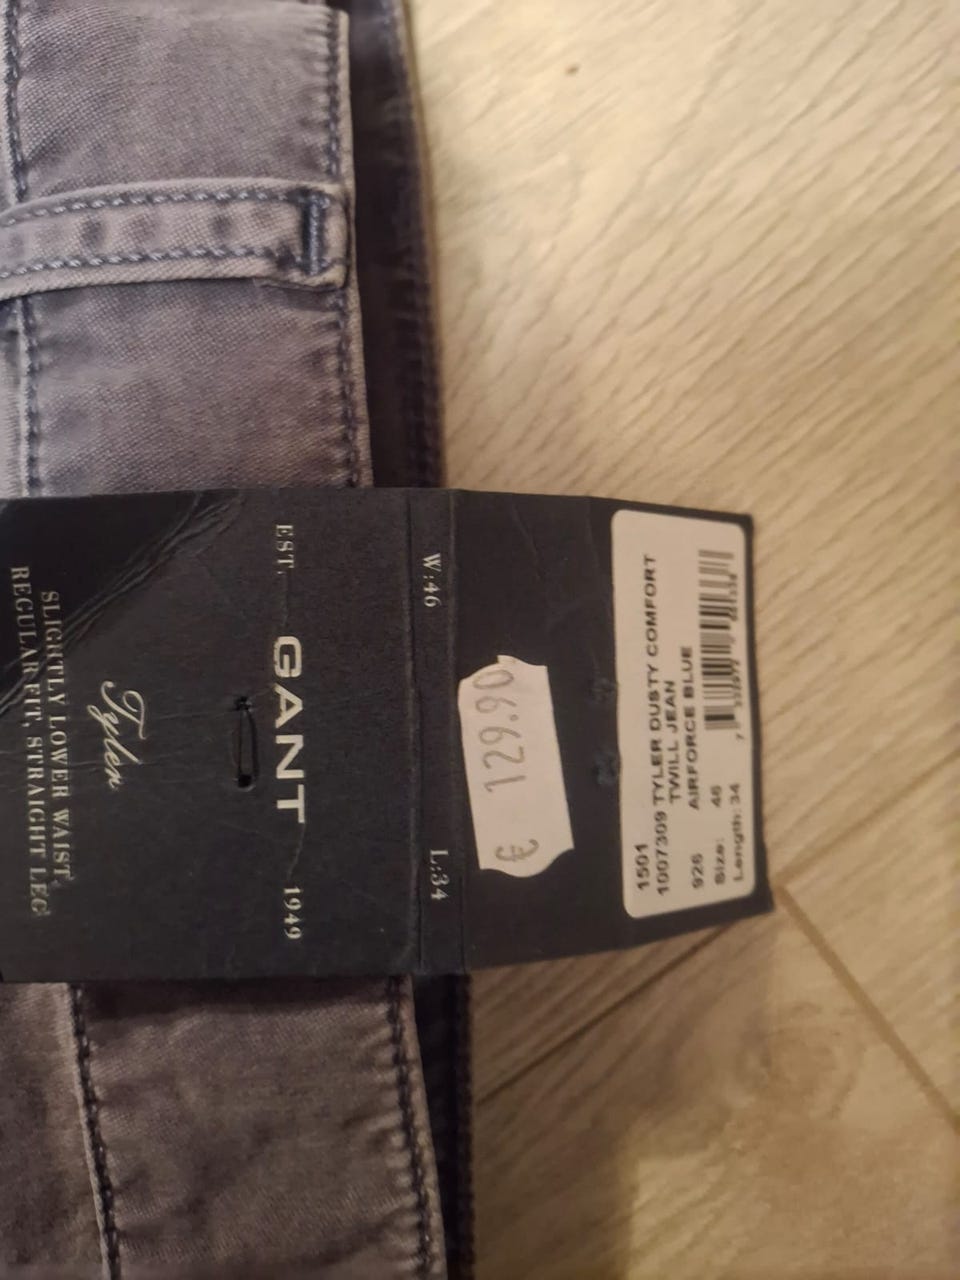 1501
1007309 TYLER DUSTY COMFORT
TWILL JEAN
926 AIRFORCE BLUE
Size: 46
Length: 34
129.90 €
W:46 L:34
EST. GANT 1949
Tyler
SLIGHTLY LOWER WAIST,
REGULAR FIT, STRAIGHT LEG